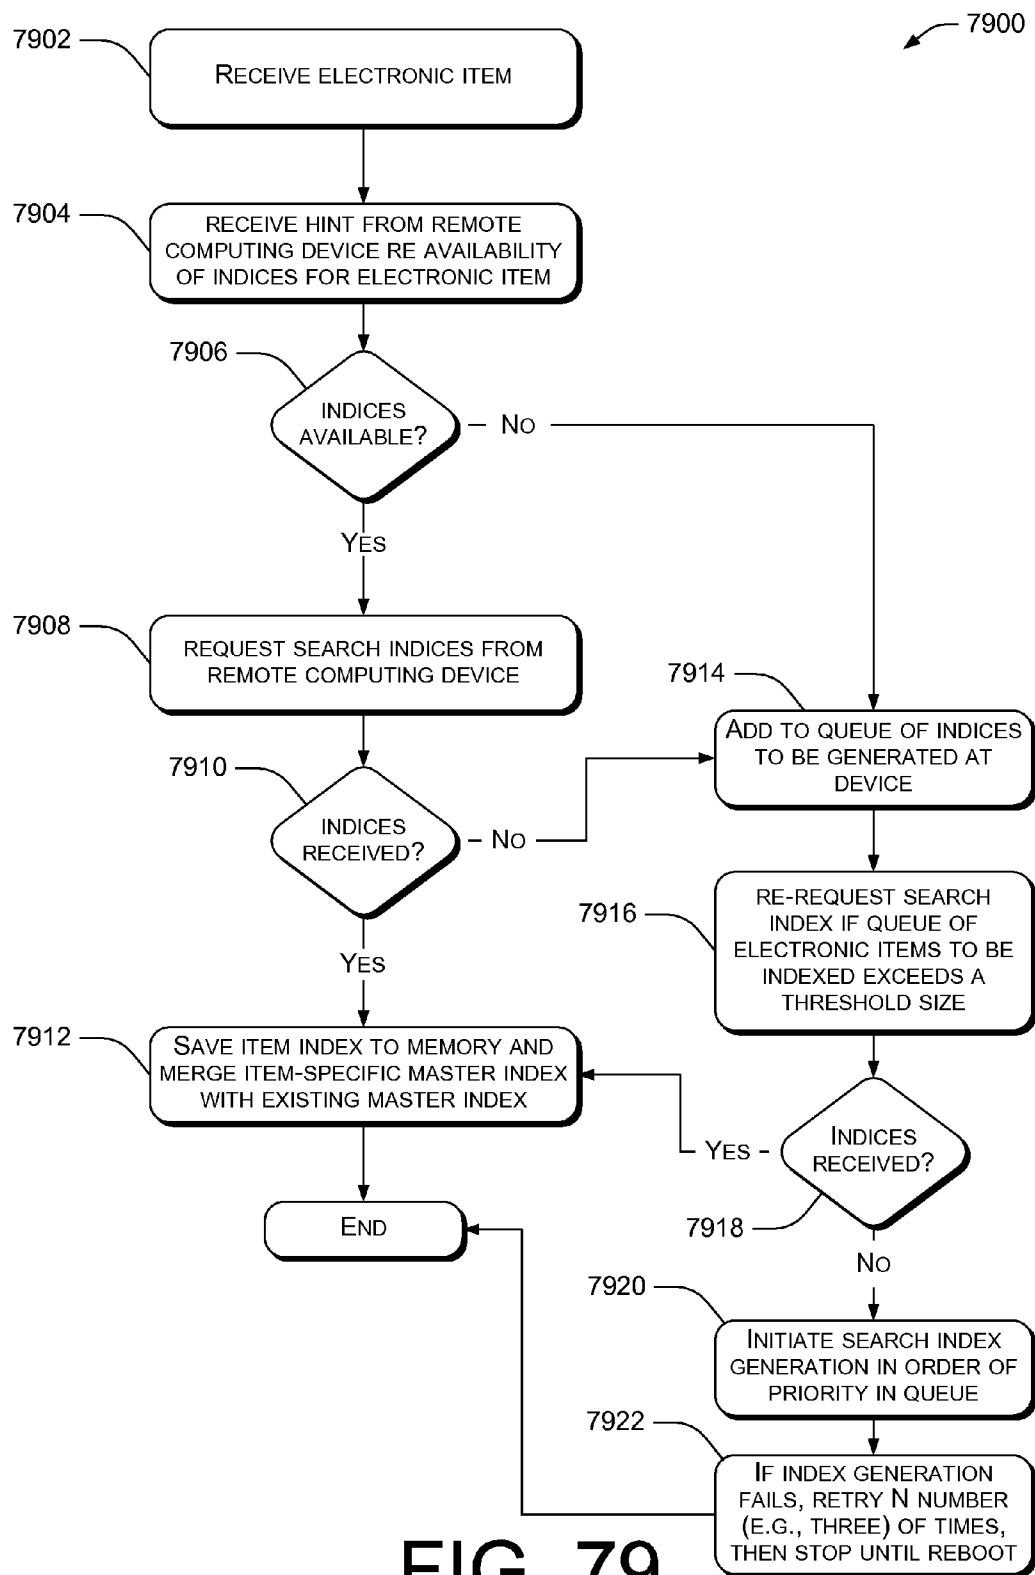 7900
7902
RECEIVE ELECTRONIC ITEM
7904
RECEIVE HINT FROM REMOTE
COMPUTING DEVICE RE AVAILABILITY
OF INDICES FOR ELECTRONIC ITEM
7906
INDICES
AVAILABLE?
NO
YES
7908
REQUEST SEARCH INDICES FROM
REMOTE COMPUTING DEVICE
7910
INDICES
RECEIVED?
NO
YES
7912
SAVE ITEM INDEX TO MEMORY AND
MERGE ITEM-SPECIFIC MASTER INDEX
WITH EXISTING MASTER INDEX
END
7914
ADD TO QUEUE OF INDICES
TO BE GENERATED AT
DEVICE
7916
RE-REQUEST SEARCH
INDEX IF QUEUE OF
ELECTRONIC ITEMS TO BE
INDEXED EXCEEDS A
THRESHOLD SIZE
INDICES
RECEIVED?
YES
7918
NO
7920
INITIATE SEARCH INDEX
GENERATION IN ORDER OF
PRIORITY IN QUEUE
7922
IF INDEX GENERATION
FAILS, RETRY N NUMBER
(E.G., THREE) OF TIMES,
THEN STOP UNTIL REBOOT
FIG. 79